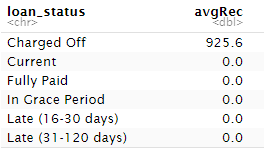 loan_status avgRec
<chr> <dbl>
Charged Off 925.6
Current 0.0
Fully Paid 0.0
In Grace Period 0.0
Late (16-30 days) 0.0
Late (31-120 days) 0.0